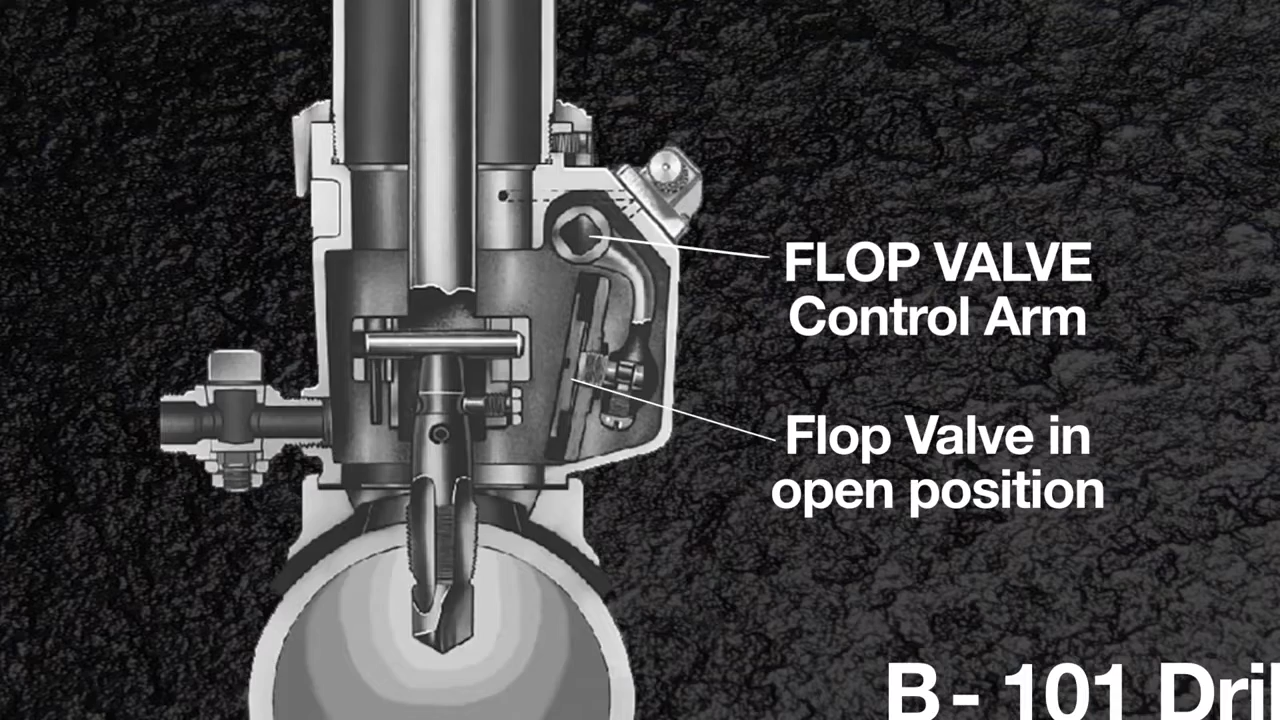 FLOP VALVE
Control Arm
Flop Valve in
open position
B - 101